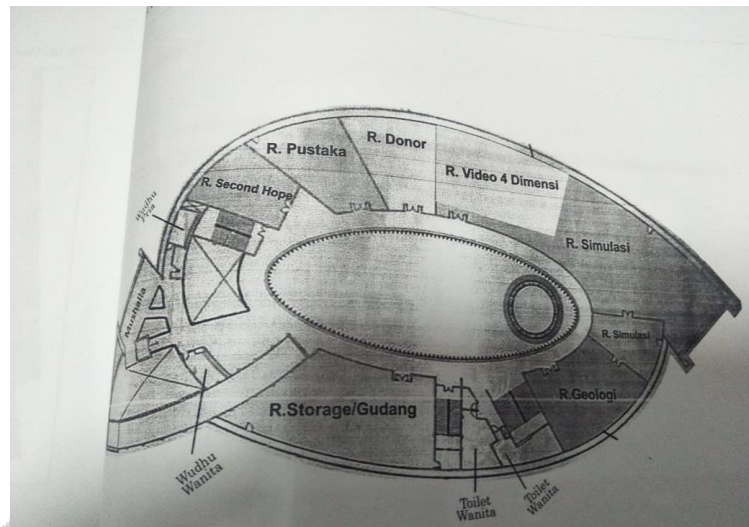 R. Donor
R. Pustaka
R. Video 4 Dimensi
R. Second Hope
Wudhu
Pria
R. Simulasi
Mushalla
R. Simulasi
R.Geologi
R.Storage/Gudang
Wudhu
Wanita
Toilet
Wanita
Toilet
Wanita